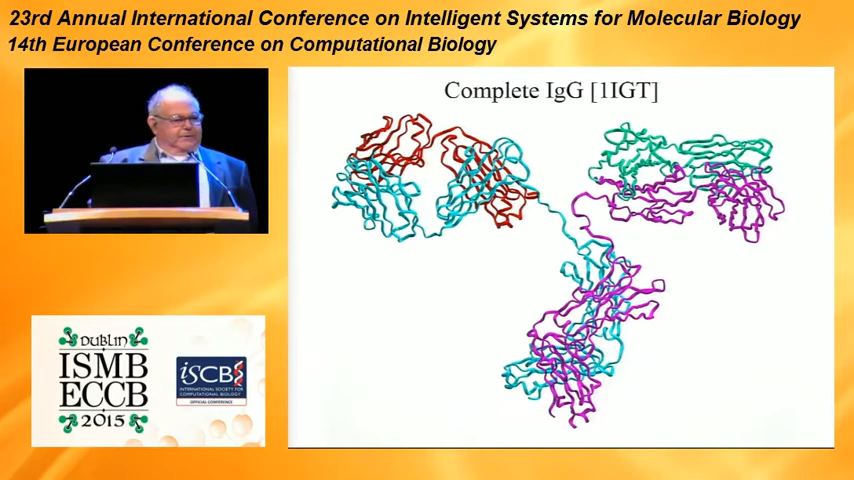 23rd Annual International Conference on Intelligent Systems for Molecular Biology
14th European Conference on Computational Biology
Complete IgG [1IGT]
DUBLIN
ISMB
ECCB
2015
ISCB
INTERNATIONAL SOCIETY FOR
COMPUTATIONAL BIOLOGY
OFFICIAL CONFERENCE